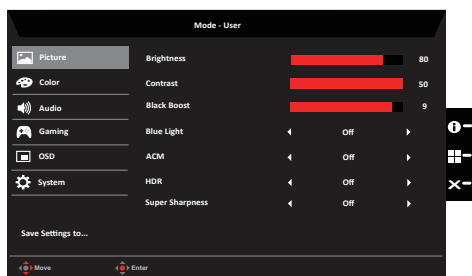 Mode - User
Picture
Brightness 80
Color
Contrast 50
Audio
Black Boost 9
Gaming
Blue Light Off
OSD
ACM Off
System
HDR Off
Super Sharpness Off
Save Settings to...
Move Enter